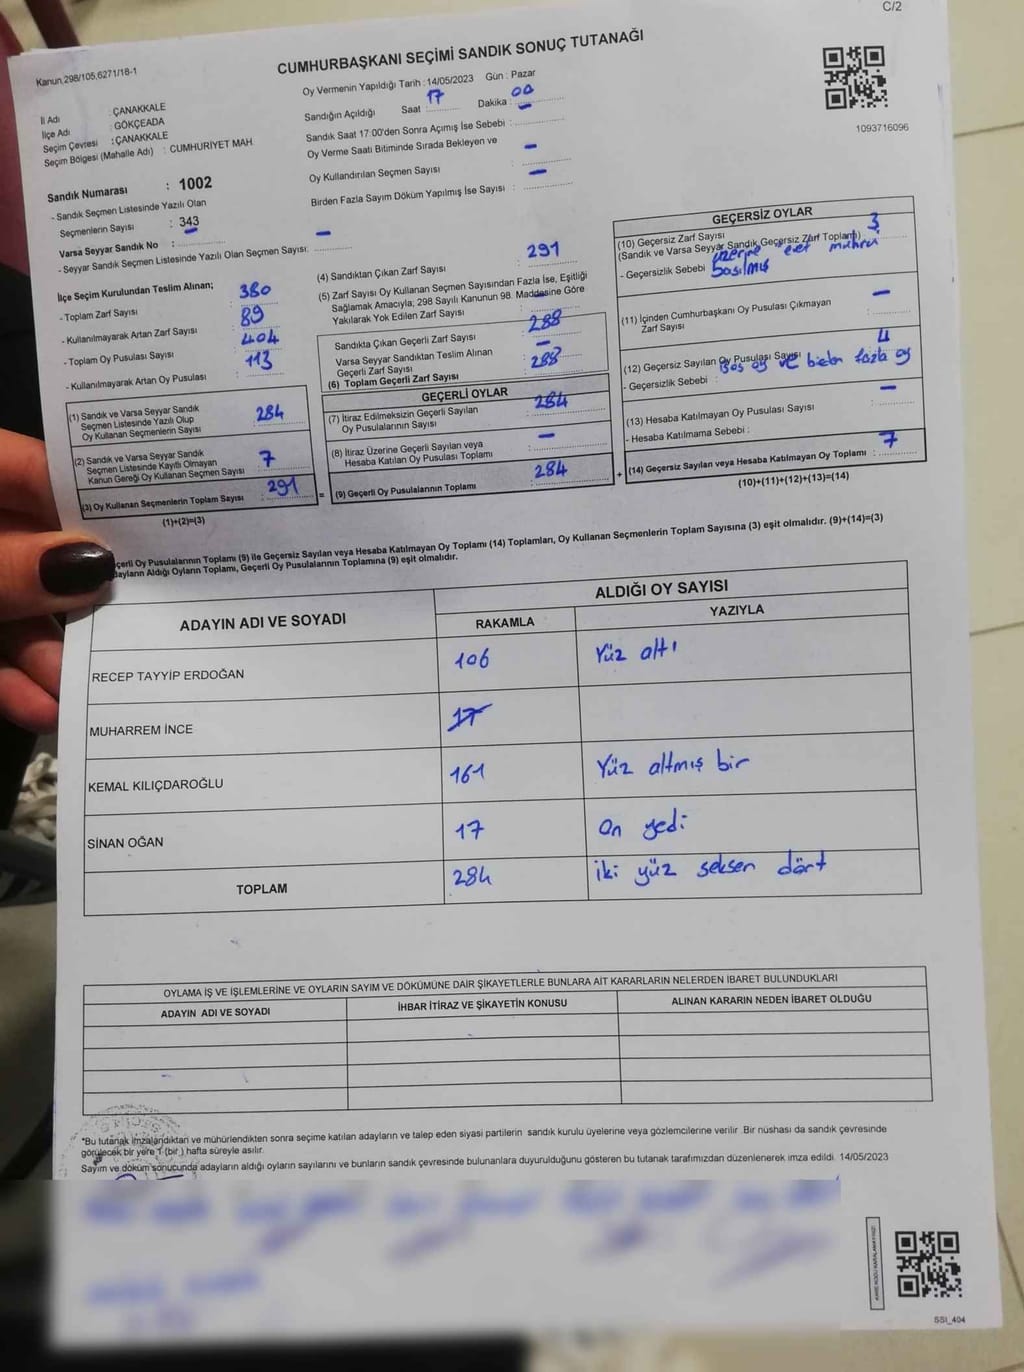 C/2
Kanun,298/105,6271/18-1
CUMHURBAŞKANI SEÇİMİ SANDIK SONUÇ TUTANAĞI
1093716096
İl Adı : ÇANAKKALE
İlçe Adı : GÖKÇEADA
Seçim Çevresi : ÇANAKKALE
Seçim Bölgesi (Mahalle Adı) : CUMHURİYET MAH.
Sandık Numarası : 1002
- Sandık Seçmen Listesinde Yazılı Olan
Seçmenlerin Sayısı : 343
Varsa Seyyar Sandık No : –
- Seyyar Sandık Seçmen Listesinde Yazılı Olan Seçmen Sayısı: –
Oy Vermenin Yapıldığı Tarih : 14/05/2023 Gün : Pazar
Sandığın Açıldığı Saat : 17 Dakika : 00
Sandık Saat 17:00'den Sonra Açımış İse Sebebi : –
Oy Verme Saati Bitiminde Sırada Bekleyen ve
Oy Kullandırılan Seçmen Sayısı –
Birden Fazla Sayım Döküm Yapılmış İse Sayısı : –
İlçe Seçim Kurulundan Teslim Alınan;
- Toplam Zarf Sayısı : 380
- Kullanılmayarak Artan Zarf Sayısı : 89
- Toplam Oy Pusulası Sayısı : 404
- Kullanılmayarak Artan Oy Pusulası : 113
(1) Sandık ve Varsa Seyyar Sandık
Seçmen Listesinde Yazılı Olup
Oy Kullanan Seçmenlerin Sayısı : 284
(2) Sandık ve Varsa Seyyar Sandık
Seçmen Listesinde Kayıtlı Olmayan
Kanun Gereği Oy Kullanan Seçmen Sayısı : 7
(3) Oy Kullanan Seçmenlerin Toplam Sayısı : 291
(1)+(2)=(3)
(4) Sandıktan Çıkan Zarf Sayısı : 291
(5) Zarf Sayısı Oy Kullanan Seçmen Sayısından Fazla İse, Eşitliği
Sağlamak Amacıyla; 298 Sayılı Kanunun 98. Maddesine Göre
Yakılarak Yok Edilen Zarf Sayısı : –
Sandıkta Çıkan Geçerli Zarf Sayısı : 288
Varsa Seyyar Sandıktan Teslim Alınan
Geçerli Zarf Sayısı : –
(6) Toplam Geçerli Zarf Sayısı : 288
GEÇERLİ OYLAR
(7) İtiraz Edilmeksizin Geçerli Sayılan
Oy Pusulalarının Sayısı : 284
(8) İtiraz Üzerine Geçerli Sayılan veya
Hesaba Katılan Oy Pusulası Toplamı : –
= (9) Geçerli Oy Pusulalarının Toplamı : 284
GEÇERSİZ OYLAR
(10) Geçersiz Zarf Sayısı 3
(Sandık ve Varsa Seyyar Sandık Geçersiz Zarf Toplamı)
- Geçersizlik Sebebi : üzerine evet mührü
basılmış
(11) İçinden Cumhurbaşkanı Oy Pusulası Çıkmayan
Zarf Sayısı : –
(12) Geçersiz Sayılan Oy Pusulası Sayısı 4
- Geçersizlik Sebebi : Boş oy ve birden fazla oy
(13) Hesaba Katılmayan Oy Pusulası Sayısı : –
- Hesaba Katılmama Sebebi :
+ (14) Geçersiz Sayılan veya Hesaba Katılmayan Oy Toplamı : 7
(10)+(11)+(12)+(13)=(14)
Oy Pusulalarının Toplamı (9) ile Geçersiz Sayılan veya Hesaba Katılmayan Oy Toplamı (14) Toplamları, Oy Kullanan Seçmenlerin Toplam Sayısına (3) eşit olmalıdır. (9)+(14)=(3)
Aldığı Oyların Toplamı, Geçerli Oy Pusulalarının Toplamına (9) eşit olmalıdır.
ADAYIN ADI VE SOYADI
ALDIĞI OY SAYISI
RAKAMLA YAZIYLA
RECEP TAYYİP ERDOĞAN 106 Yüz altı
MUHARREM İNCE 17
KEMAL KILIÇDAROĞLU 161 Yüz altmış bir
SİNAN OĞAN 17 On yedi
TOPLAM 284 iki yüz seksen dört
OYLAMA İŞ VE İŞLEMLERİNE VE OYLARIN SAYIM VE DÖKÜMÜNE DAİR ŞİKAYETLERLE BUNLARA AİT KARARLARIN NELERDEN İBARET BULUNDUKLARI
ADAYIN ADI VE SOYADI İHBAR İTİRAZ VE ŞİKAYETİN KONUSU ALINAN KARARIN NEDEN İBARET OLDUĞU
*Bu tutanak imzalandıktan ve mühürlendikten sonra seçime katılan adayların ve talep eden siyasi partilerin sandık kurulu üyelerine veya gözlemcilerine verilir. Bir nüshası da sandık çevresinde
görülecek bir yere 1 (bir ) hafta süreyle asılır.
Sayım ve döküm sonucunda adayların aldığı oyların sayılarını ve bunların sandık çevresinde bulunanlara duyurulduğunu gösteren bu tutanak tarafımızdan düzenlenerek imza edildi. 14/05/2023
SSI_404